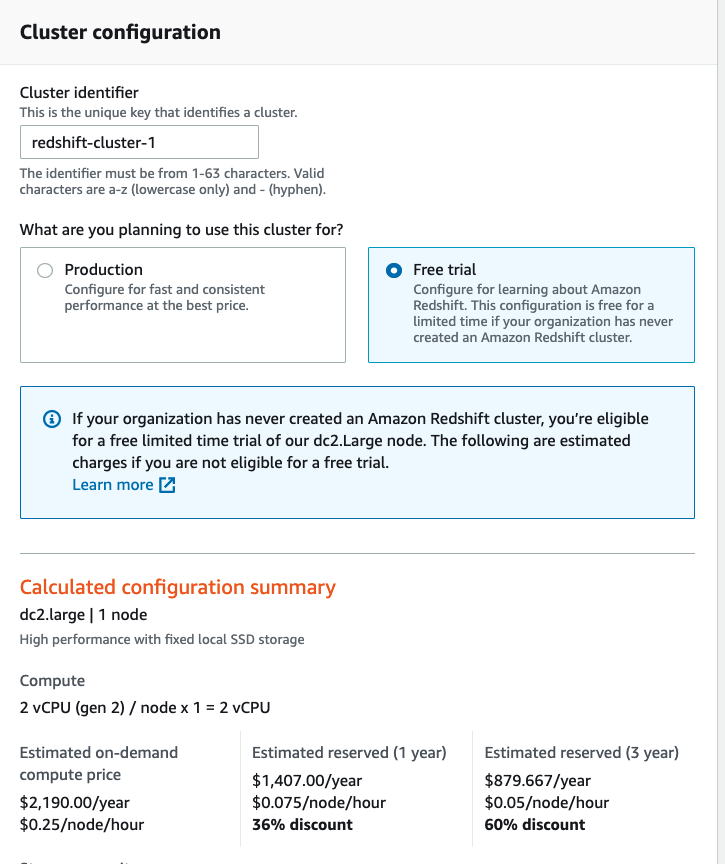 Cluster configuration
Cluster identifier
This is the unique key that identifies a cluster.
redshift-cluster-1
The identifier must be from 1-63 characters. Valid
characters are a-z (lowercase only) and - (hyphen).
What are you planning to use this cluster for?
Production
Configure for fast and consistent
performance at the best price.
Free trial
Configure for learning about Amazon
Redshift. This configuration is free for a
limited time if your organization has never
created an Amazon Redshift cluster.
If your organization has never created an Amazon Redshift cluster, you’re eligible
for a free limited time trial of our dc2.Large node. The following are estimated
charges if you are not eligible for a free trial.
Learn more
Calculated configuration summary
dc2.large | 1 node
High performance with fixed local SSD storage
Compute
2 vCPU (gen 2) / node x 1 = 2 vCPU
Estimated on-demand
compute price
$2,190.00/year
$0.25/node/hour
Estimated reserved (1 year)
$1,407.00/year
$0.075/node/hour
36% discount
Estimated reserved (3 year)
$879.667/year
$0.05/node/hour
60% discount